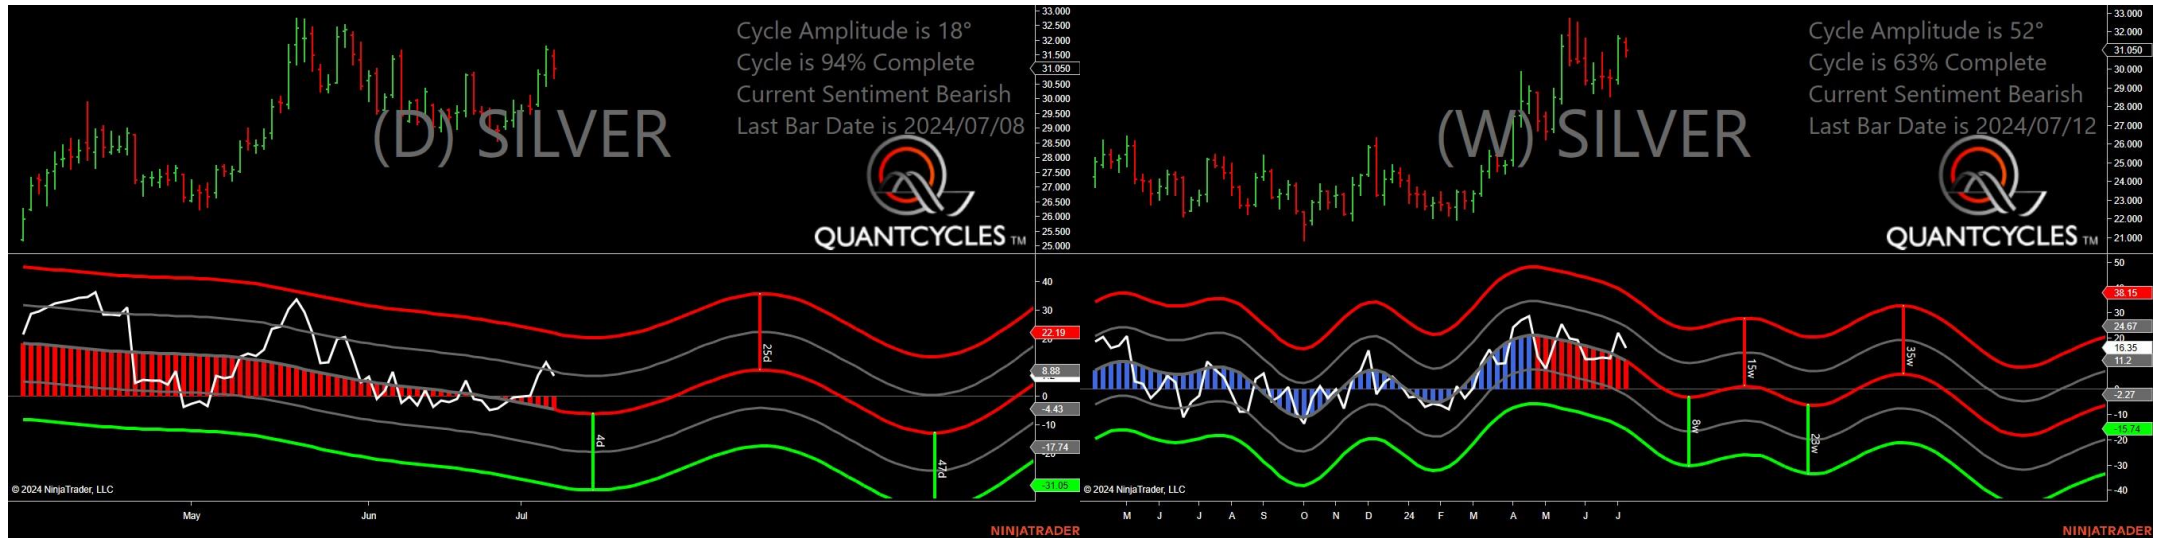 (D) SILVER
Cycle Amplitude is 18°
Cycle is 94% Complete
Current Sentiment Bearish
Last Bar Date is 2024/07/08
QUANTCYCLES TM
33.000
32.500
32.000
31.500
31.050
30.500
30.000
29.500
29.000
28.500
28.000
27.500
27.000
26.500
26.000
25.500
25.000
40
30
22.19
8.88
0
-4.43
-10
-17.74
-31.05
25d
4d
47d
© 2024 NinjaTrader, LLC
May
Jun
Jul
NINJATRADER
(W) SILVER
Cycle Amplitude is 52°
Cycle is 63% Complete
Current Sentiment Bearish
Last Bar Date is 2024/07/12
QUANTCYCLES TM
33.000
32.000
31.050
30.000
29.000
28.000
27.000
26.000
25.000
24.000
23.000
22.000
21.000
50
38.15
30
24.67
20
16.35
11.2
-2.27
-10
-15.74
-20
-30
-40
15w
35w
8w
23w
© 2024 NinjaTrader, LLC
M
J
J
A
S
O
N
D
24
F
M
A
M
J
J
NINJATRADER